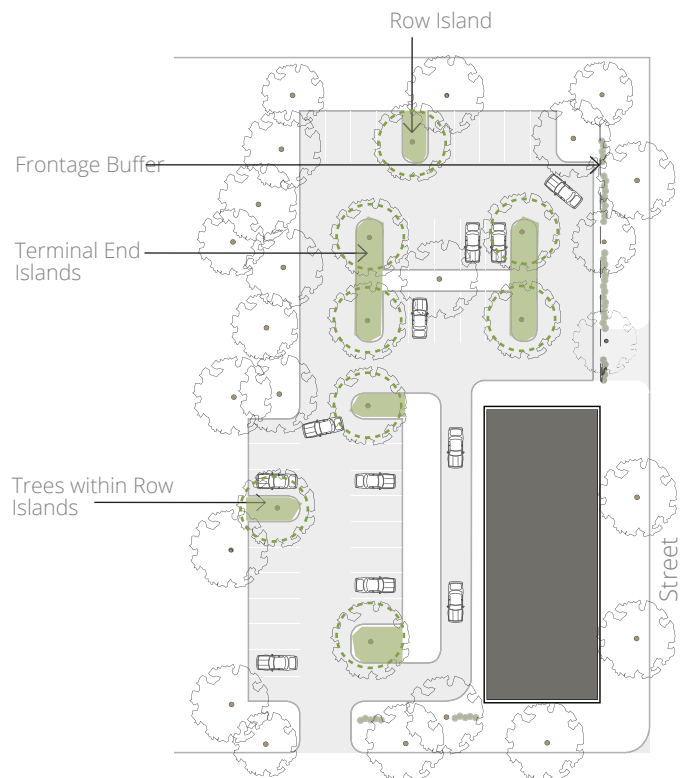 Row Island
Frontage Buffer
Terminal End
Islands
Trees within Row
Islands
Street